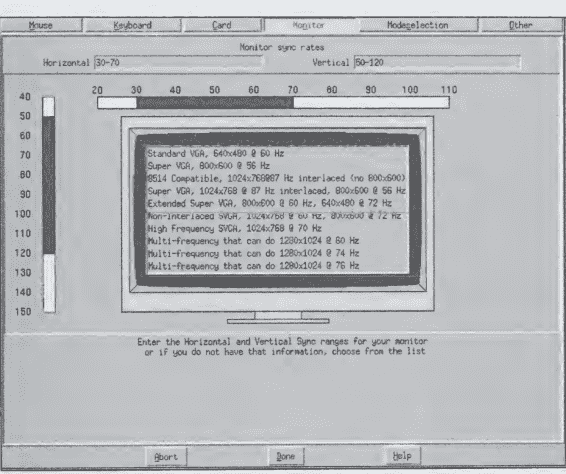 Mouse Keyboard Card Monitor Modeselection Other
Monitor sync rates
Horizontal 30-70 Vertical 50-120
20 30 40 50 60 70 80 90 100 110
40
50
60
70
80
90
100
110
120
130
140
150
Standard VGA, 640x480 @ 60 Hz
Super VGA, 800x600 @ 56 Hz
8514 Compatible, 1024x768@87 Hz interlaced (no 800x600)
Super VGA, 1024x768 @ 87 Hz interlaced, 800x600 @ 56 Hz
Extended Super VGA, 800x600 @ 60 Hz, 640x480 @ 72 Hz
Non-Interlaced SVGA, 1024x768 @ 60 Hz, 800x600 @ 72 Hz
High Frequency SVGA, 1024x768 @ 70 Hz
Multi-frequency that can do 1280x1024 @ 60 Hz
Multi-frequency that can do 1280x1024 @ 74 Hz
Multi-frequency that can do 1280x1024 @ 76 Hz
Enter the Horizontal and Vertical Sync ranges for your monitor
or if you do not have that information, choose from the list
Abort Done Help